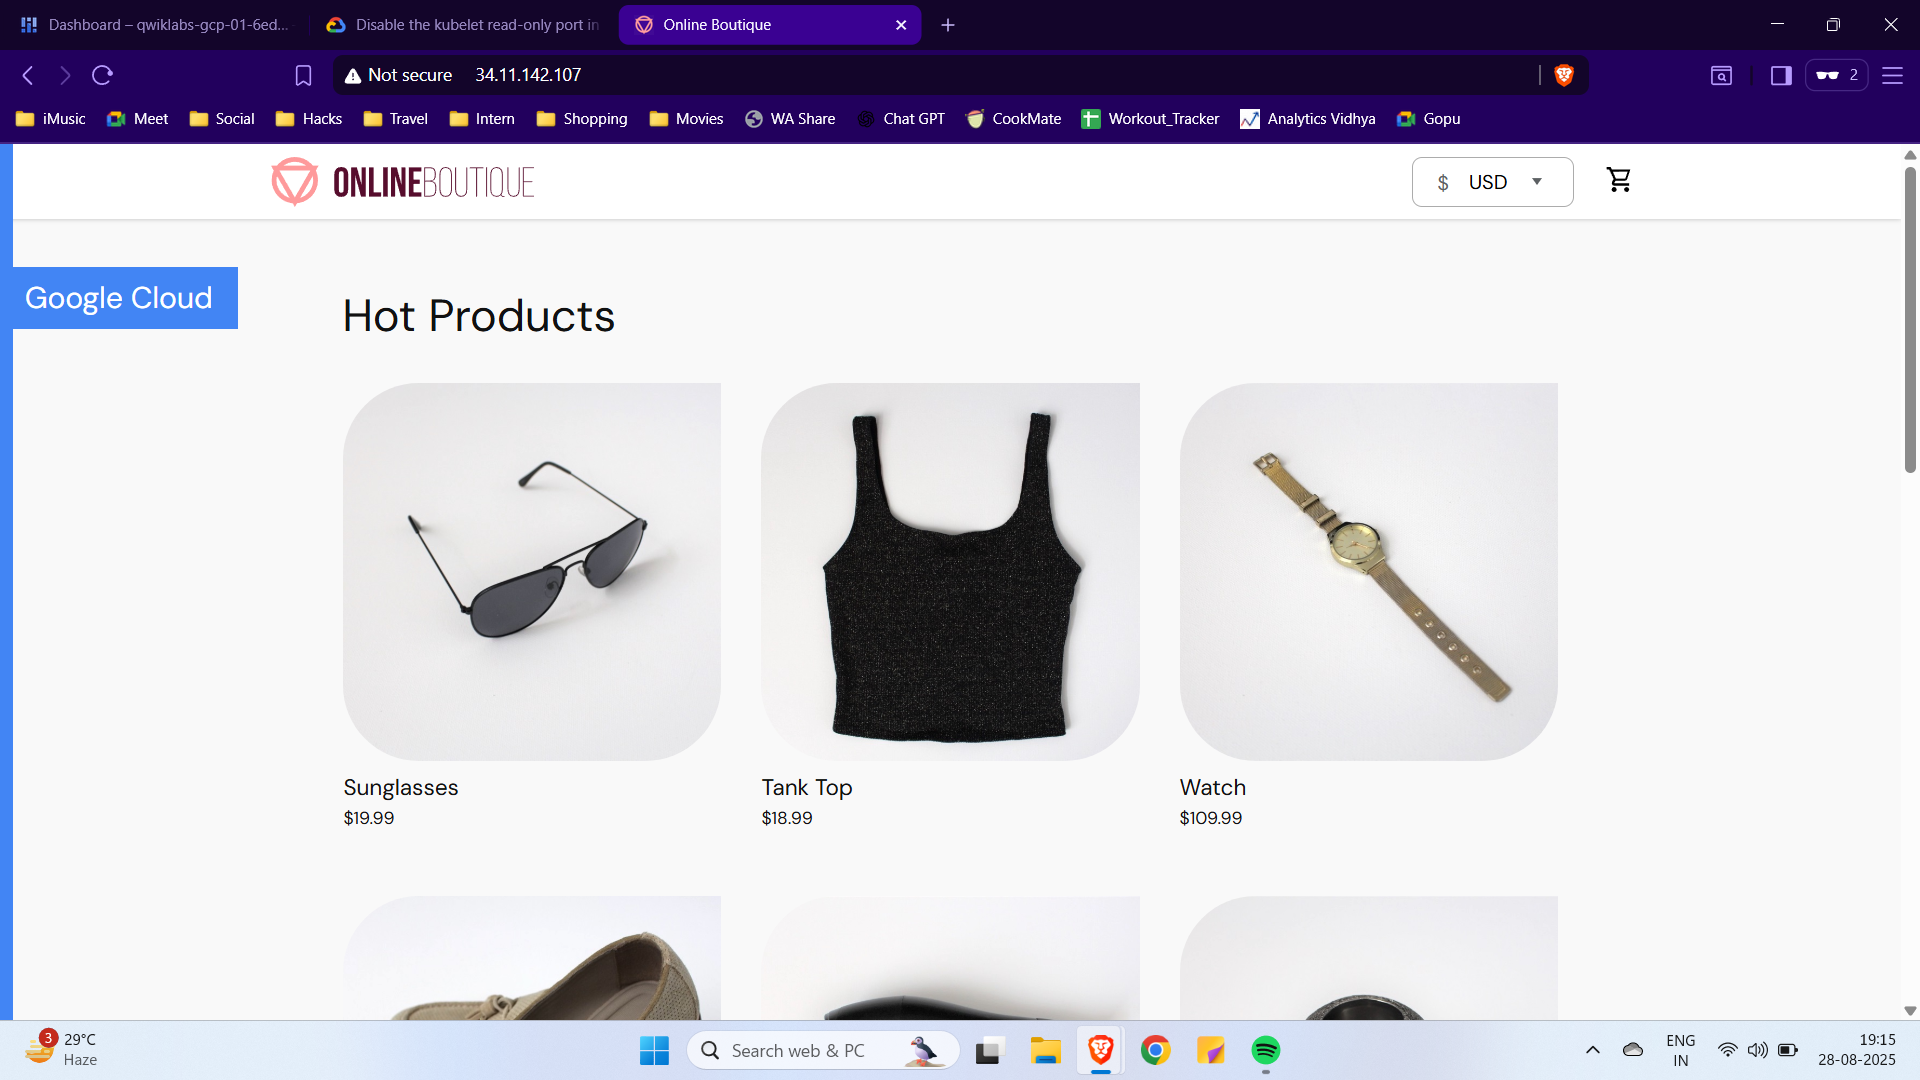 Dashboard – qwiklabs-gcp-01-6ed...
Disable the kubelet read-only port in
Online Boutique
Not secure
34.11.142.107
2
iMusic
Meet
Social
Hacks
Travel
Intern
Shopping
Movies
WA Share
Chat GPT
CookMate
Workout_Tracker
Analytics Vidhya
Gopu
ONLINEBOUTIQUE
$ USD
Google Cloud
Hot Products
Sunglasses
$19.99
Tank Top
$18.99
Watch
$109.99
3
29°C
Haze
Search web & PC
ENG
IN
19:15
28-08-2025